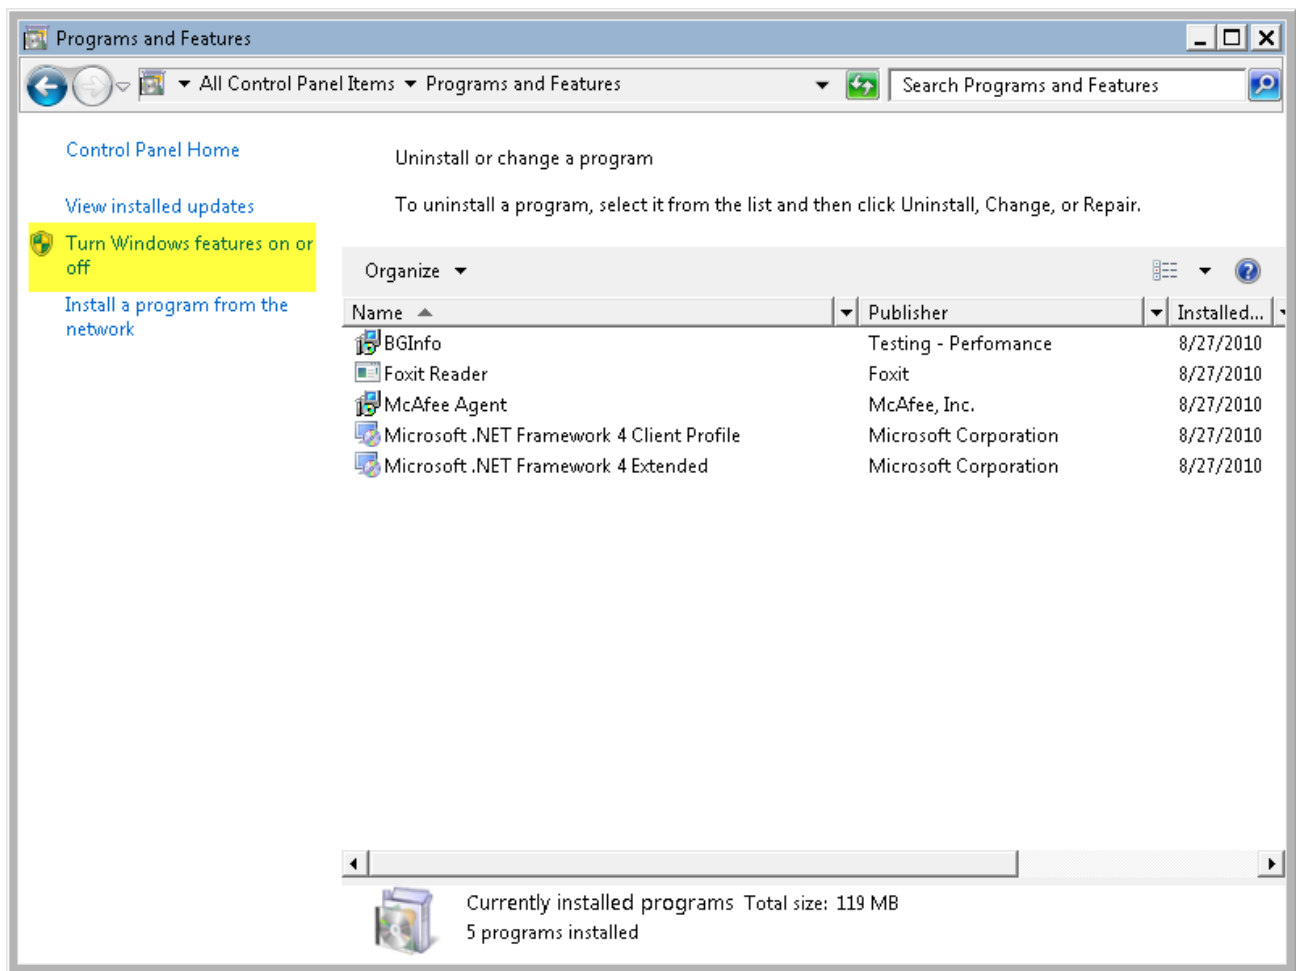 Programs and Features
All Control Panel Items Programs and Features
Search Programs and Features
Control Panel Home
View installed updates
Turn Windows features on or
off
Install a program from the
network
Uninstall or change a program
To uninstall a program, select it from the list and then click Uninstall, Change, or Repair.
Organize
Name Publisher Installed...
BGInfo Testing - Perfomance 8/27/2010
Foxit Reader Foxit 8/27/2010
McAfee Agent McAfee, Inc. 8/27/2010
Microsoft .NET Framework 4 Client Profile Microsoft Corporation 8/27/2010
Microsoft .NET Framework 4 Extended Microsoft Corporation 8/27/2010
Currently installed programs Total size: 119 MB
5 programs installed